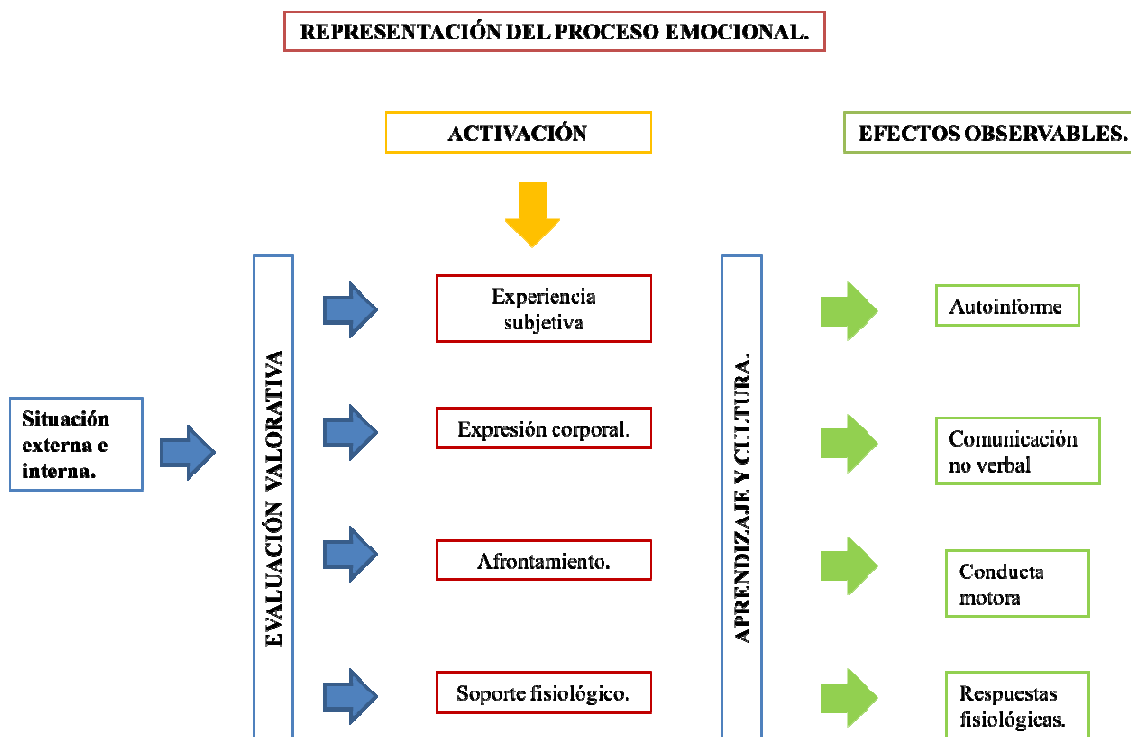 REPRESENTACIÓN DEL PROCESO EMOCIONAL.
ACTIVACIÓN
EFECTOS OBSERVABLES.
Situación
externa e
interna.
EVALUACIÓN VALORATIVA
Experiencia
subjetiva
Expresión corporal.
Afrontamiento.
Soporte fisiológico.
APRENDIZAJE Y CULTURA.
Autoinforme
Comunicación
no verbal
Conducta
motora
Respuestas
fisiológicas.